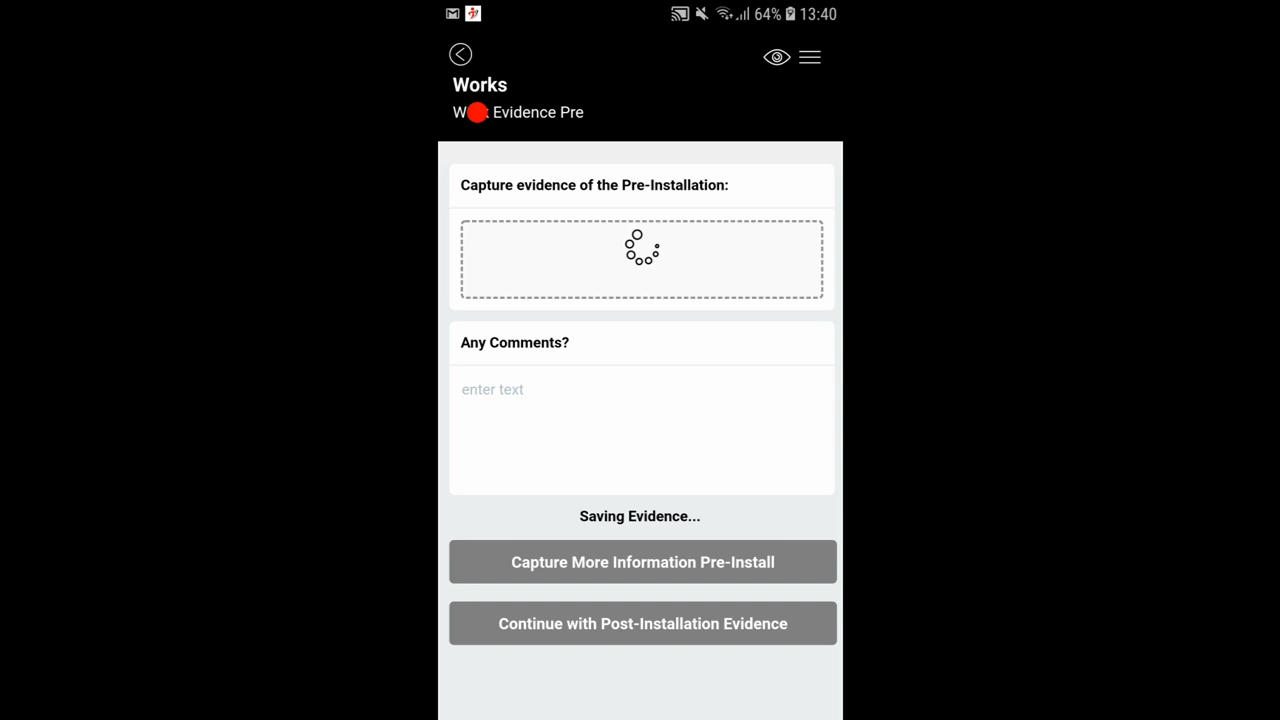 64% 13:40
Works
Evidence Pre
Capture evidence of the Pre-Installation:
Any Comments?
enter text
Saving Evidence...
Capture More Information Pre-Install
Continue with Post-Installation Evidence